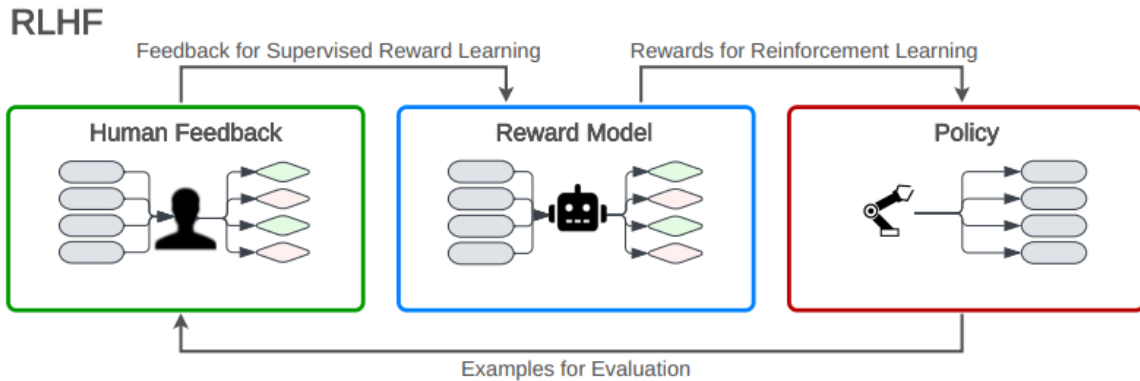 RLHF
Feedback for Supervised Reward Learning
Rewards for Reinforcement Learning
Human Feedback
Reward Model
Policy
Examples for Evaluation